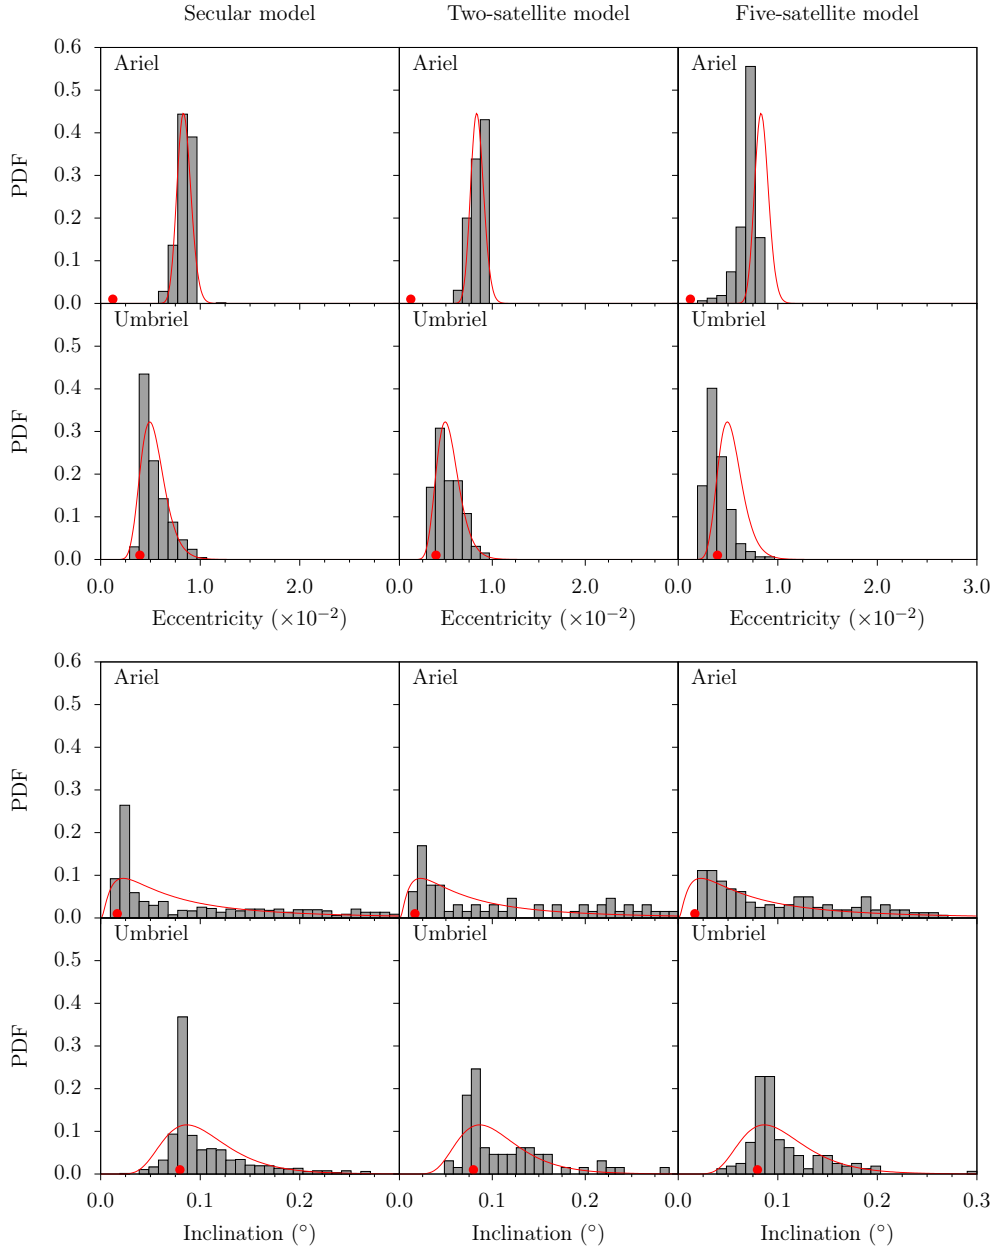 Secular model Two-satellite model Five-satellite model
0.6
Ariel Ariel Ariel
0.5
0.4
0.3
PDF
0.2
0.1
0.0
Umbriel Umbriel Umbriel
0.5
0.4
0.3
PDF
0.2
0.1
0.0
0.0 1.0 2.0 0.0 1.0 2.0 0.0 1.0 2.0 3.0
Eccentricity (×10−2) Eccentricity (×10−2) Eccentricity (×10−2)
0.6
Ariel Ariel Ariel
0.5
0.4
0.3
PDF
0.2
0.1
0.0
Umbriel Umbriel Umbriel
0.5
0.4
0.3
PDF
0.2
0.1
0.0
0.0 0.1 0.2 0.0 0.1 0.2 0.0 0.1 0.2 0.3
Inclination (°) Inclination (°) Inclination (°)